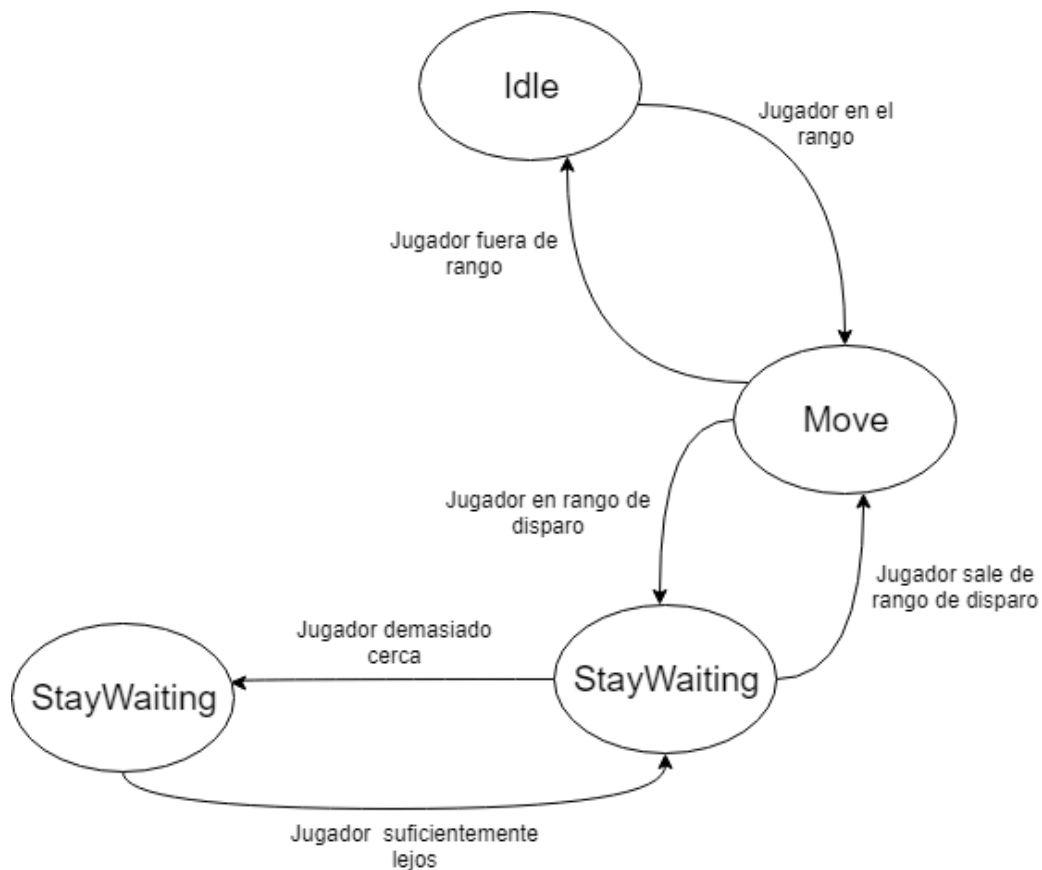 Idle
Jugador en el
rango
Jugador fuera de
rango
Move
Jugador en rango de
disparo
Jugador sale de
rango de disparo
Jugador demasiado
cerca
StayWaiting
StayWaiting
Jugador suficientemente
lejos